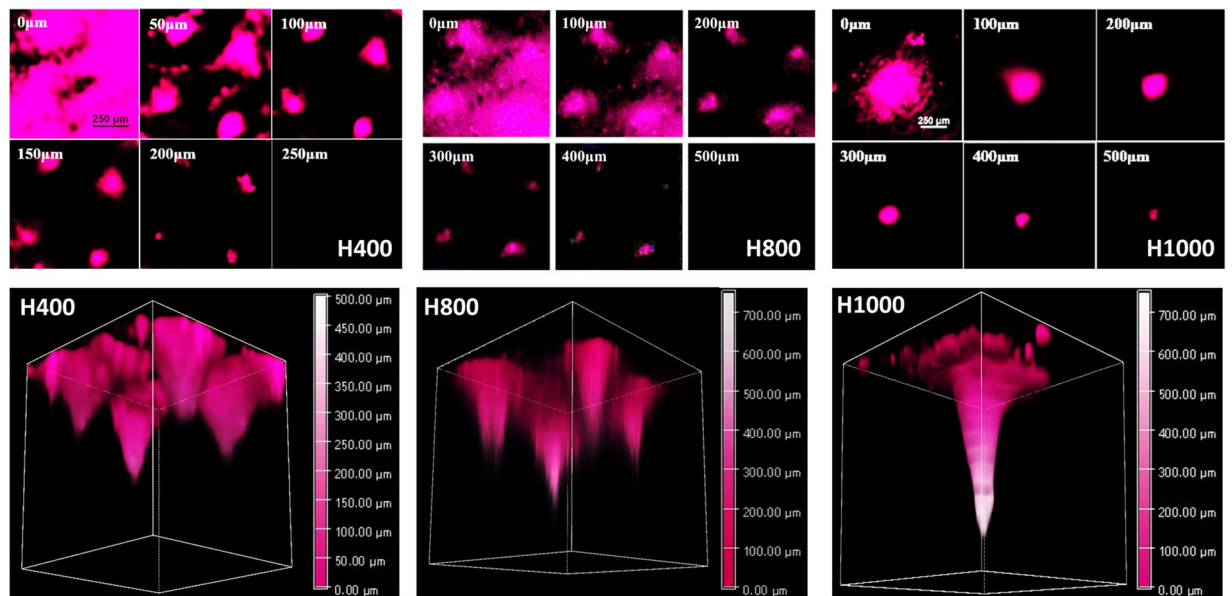 0µm
50µm
100µm
250 µm
150µm
200µm
250µm
H400
0µm
100µm
200µm
300µm
400µm
500µm
H800
0µm
100µm
200µm
250 µm
300µm
400µm
500µm
H1000
H400
500.00 µm
450.00 µm
400.00 µm
350.00 µm
300.00 µm
250.00 µm
200.00 µm
150.00 µm
100.00 µm
50.00 µm
0.00 µm
H800
700.00 µm
600.00 µm
500.00 µm
400.00 µm
300.00 µm
200.00 µm
100.00 µm
0.00 µm
H1000
700.00 µm
600.00 µm
500.00 µm
400.00 µm
300.00 µm
200.00 µm
100.00 µm
0.00 µm